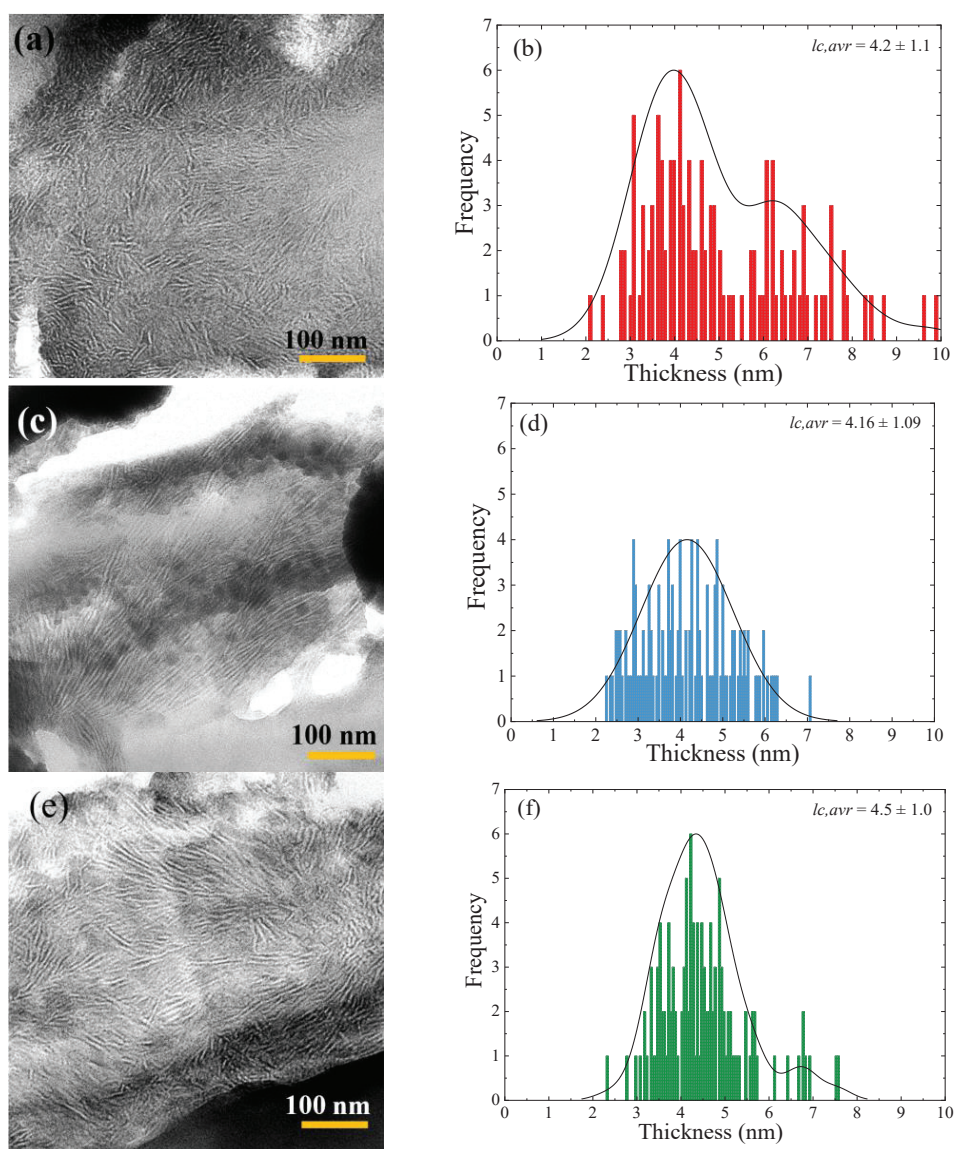 (a)
100 nm
(b)
lc,avr = 4.2 ± 1.1
7
6
5
4
3
2
1
0
Frequency
0 1 2 3 4 5 6 7 8 9 10
Thickness (nm)
(c)
100 nm
(d)
lc,avr = 4.16 ± 1.09
7
6
5
4
3
2
1
0
Frequency
0 1 2 3 4 5 6 7 8 9 10
Thickness (nm)
(e)
100 nm
(f)
lc,avr = 4.5 ± 1.0
7
6
5
4
3
2
1
0
Frequency
0 1 2 3 4 5 6 7 8 9 10
Thickness (nm)